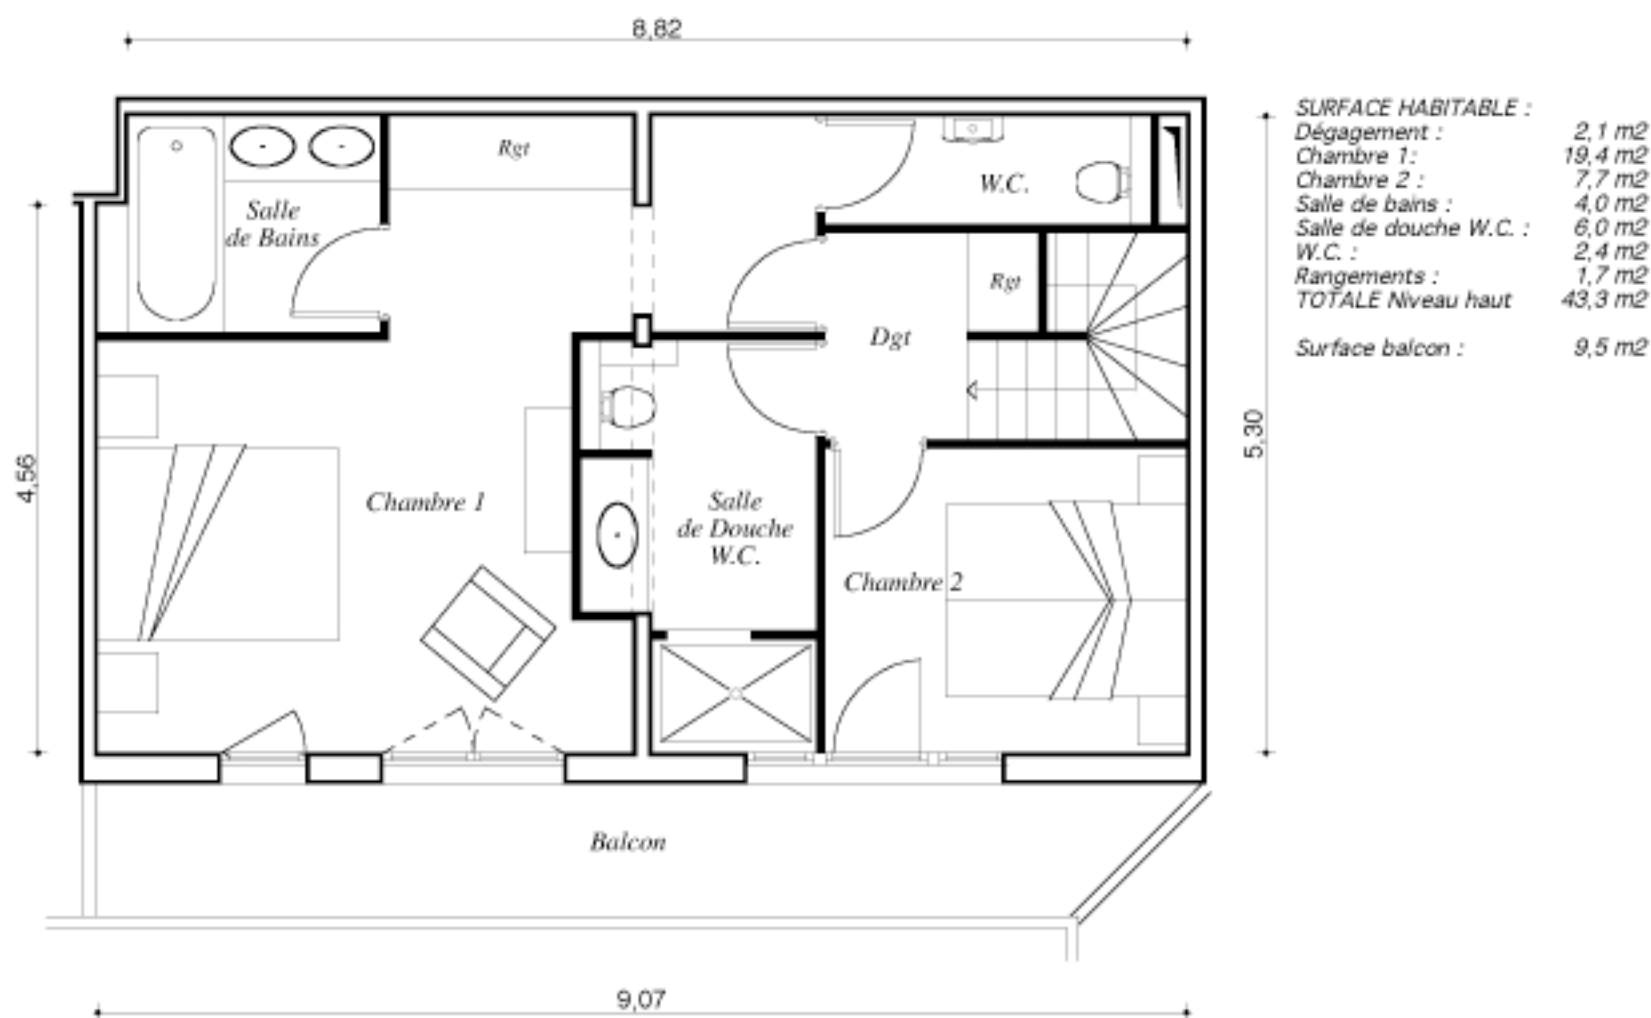 8,82
SURFACE HABITABLE :
Dégagement : 2,1 m2
Chambre 1: 19,4 m2
Chambre 2 : 7,7 m2
Salle de bains : 4,0 m2
Salle de douche W.C. : 6,0 m2
W.C. : 2,4 m2
Rangements : 1,7 m2
TOTALE Niveau haut 43,3 m2
Surface balcon : 9,5 m2
Rgt
W.C.
Salle
de Bains
Rgt
Dgt
4,56
5,30
Chambre 1
Salle
de Douche
W.C.
Chambre 2
Balcon
9,07